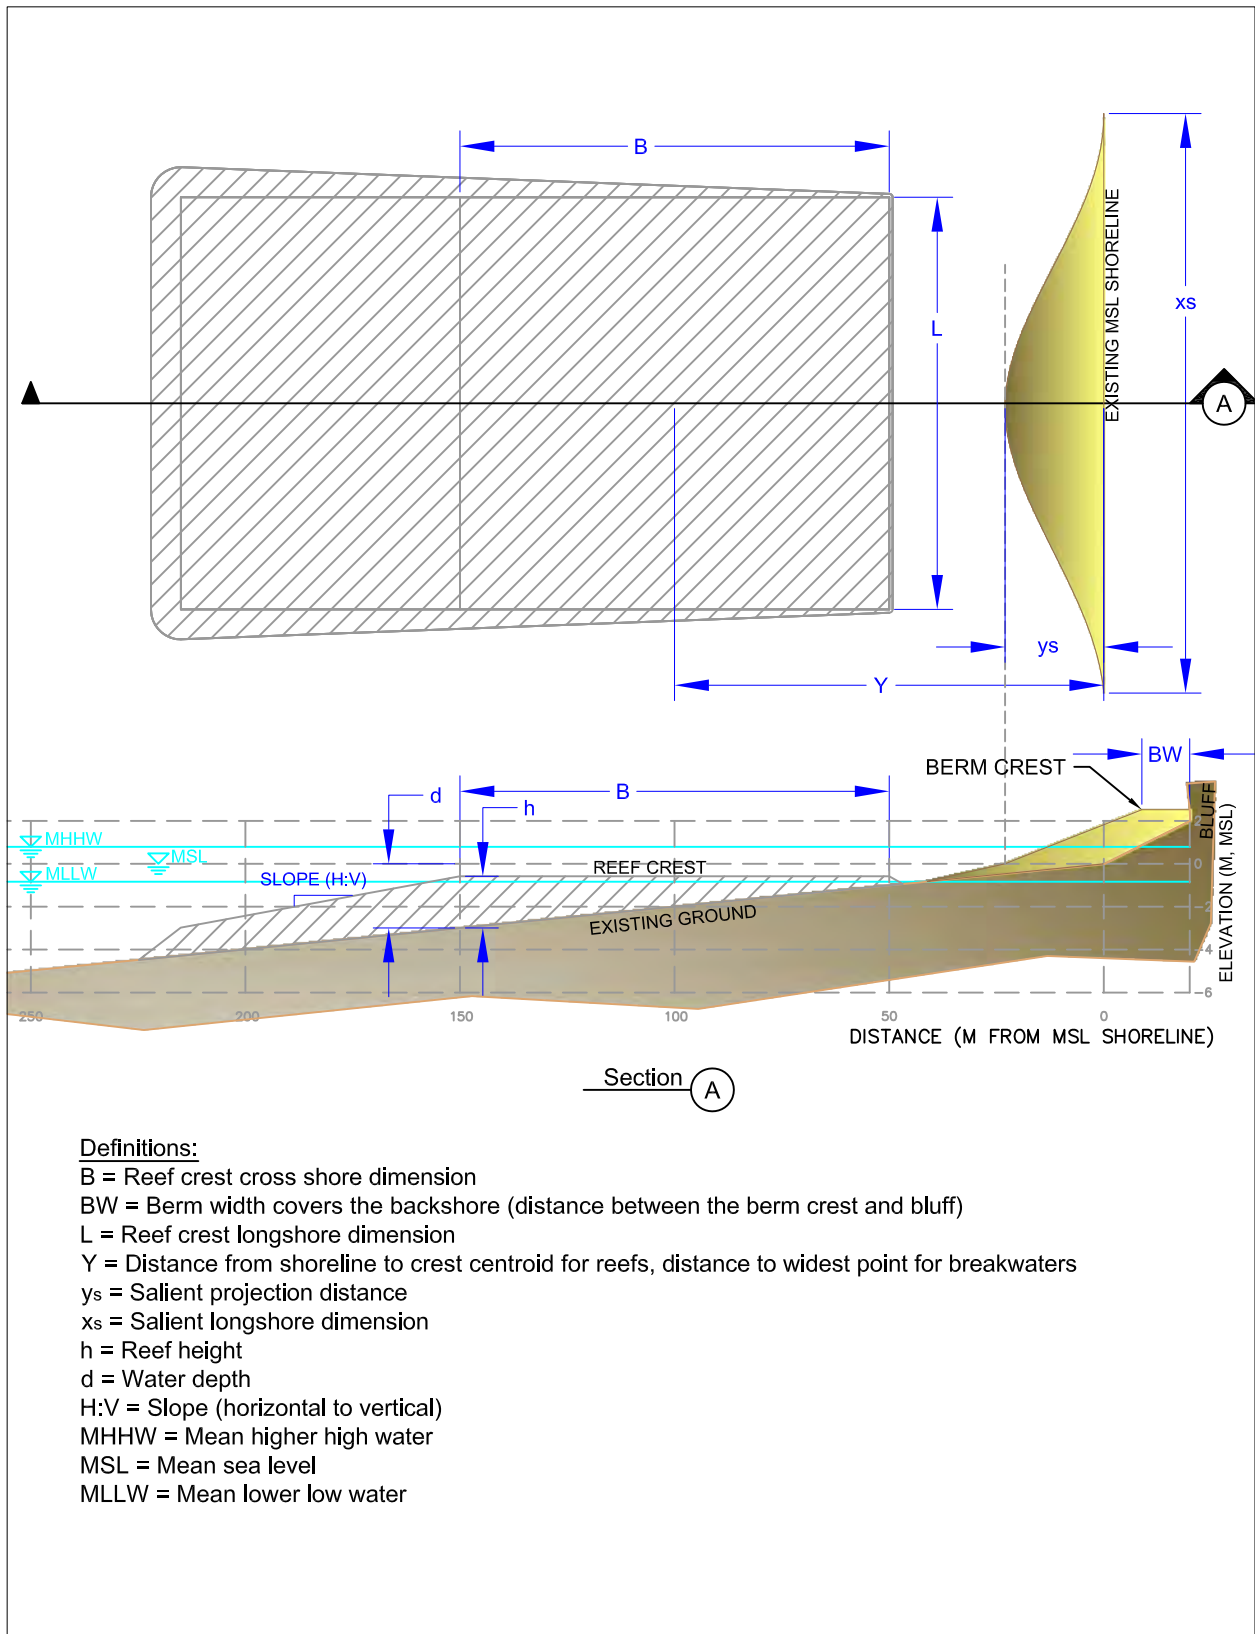 B
L
xs
EXISTING MSL SHORELINE
A
ys
Y
BW
BERM CREST
d
B
h
BLUFF
MHHW
MSL
MLLW
SLOPE (H:V)
REEF CREST
EXISTING GROUND
2
0
-2
-4
-6
ELEVATION (M, MSL)
250
200
150
100
50
0
DISTANCE (M FROM MSL SHORELINE)
Section A
Definitions:
B = Reef crest cross shore dimension
BW = Berm width covers the backshore (distance between the berm crest and bluff)
L = Reef crest longshore dimension
Y = Distance from shoreline to crest centroid for reefs, distance to widest point for breakwaters
ys = Salient projection distance
xs = Salient longshore dimension
h = Reef height
d = Water depth
H:V = Slope (horizontal to vertical)
MHHW = Mean higher high water
MSL = Mean sea level
MLLW = Mean lower low water